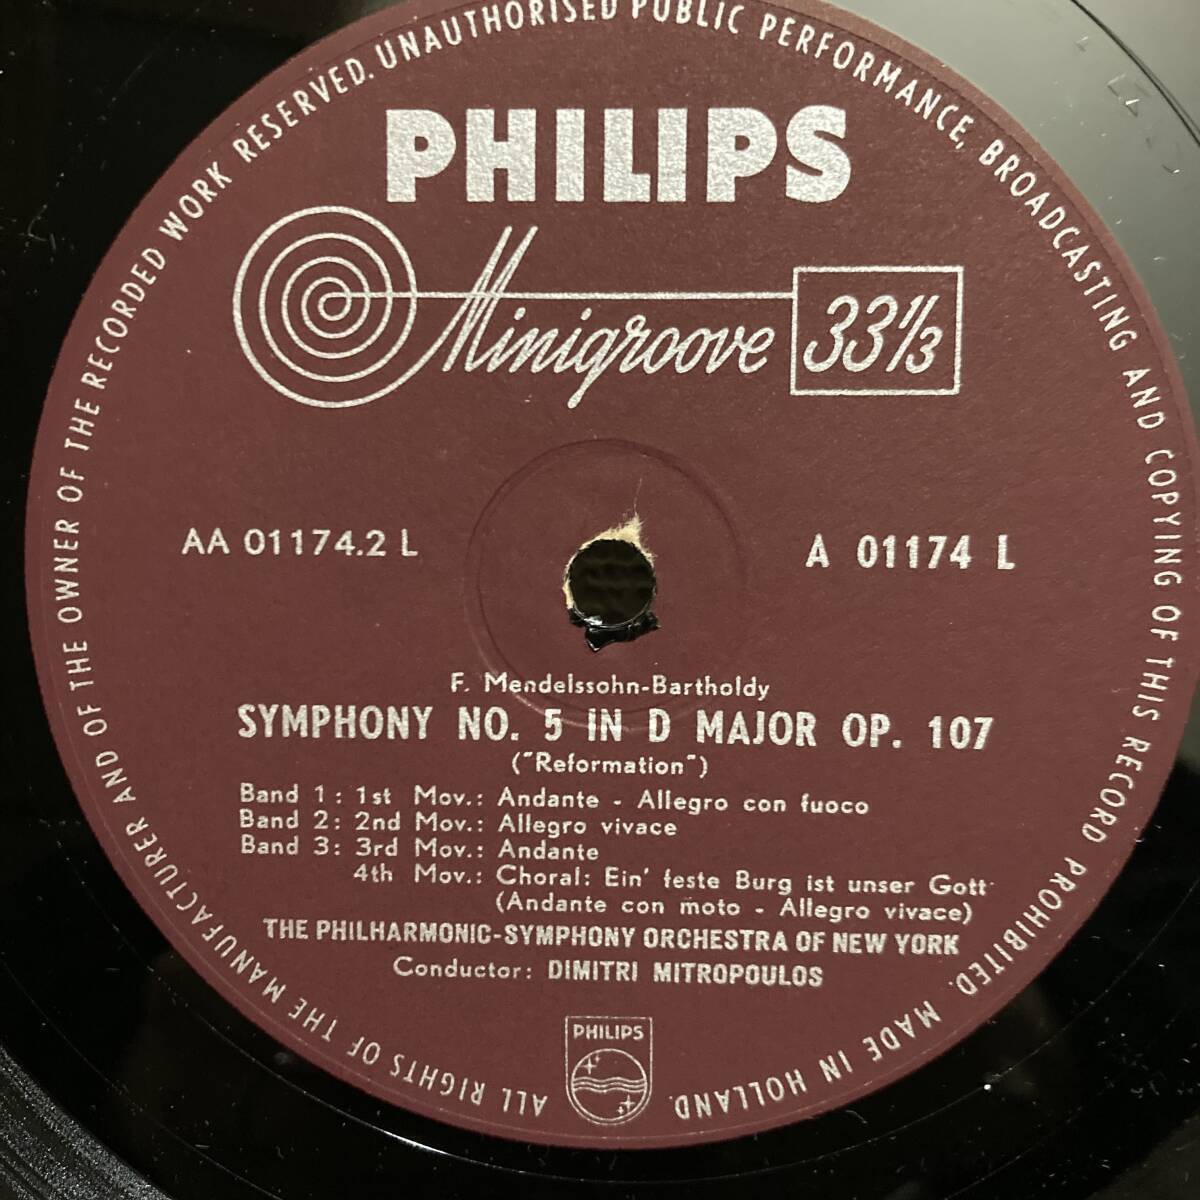 PHILIPS
Minigroove 33 1/3
AA 01174.2 L
A 01174 L
F. Mendelssohn-Bartholdy
SYMPHONY NO. 5 IN D MAJOR OP. 107
("Reformation")
Band 1: 1st Mov.: Andante - Allegro con fuoco
Band 2: 2nd Mov.: Allegro vivace
Band 3: 3rd Mov.: Andante
4th Mov.: Choral: Ein' feste Burg ist unser Gott
(Andante con moto - Allegro vivace)
THE PHILHARMONIC-SYMPHONY ORCHESTRA OF NEW YORK
Conductor: DIMITRI MITROPOULOS
PHILIPS
ALL RIGHTS OF THE MANUFACTURER AND OF THE OWNER OF THE RECORDED WORK RESERVED. UNAUTHORISED PUBLIC PERFORMANCE, BROADCASTING AND COPYING OF THIS RECORD PROHIBITED. MADE IN HOLLAND.